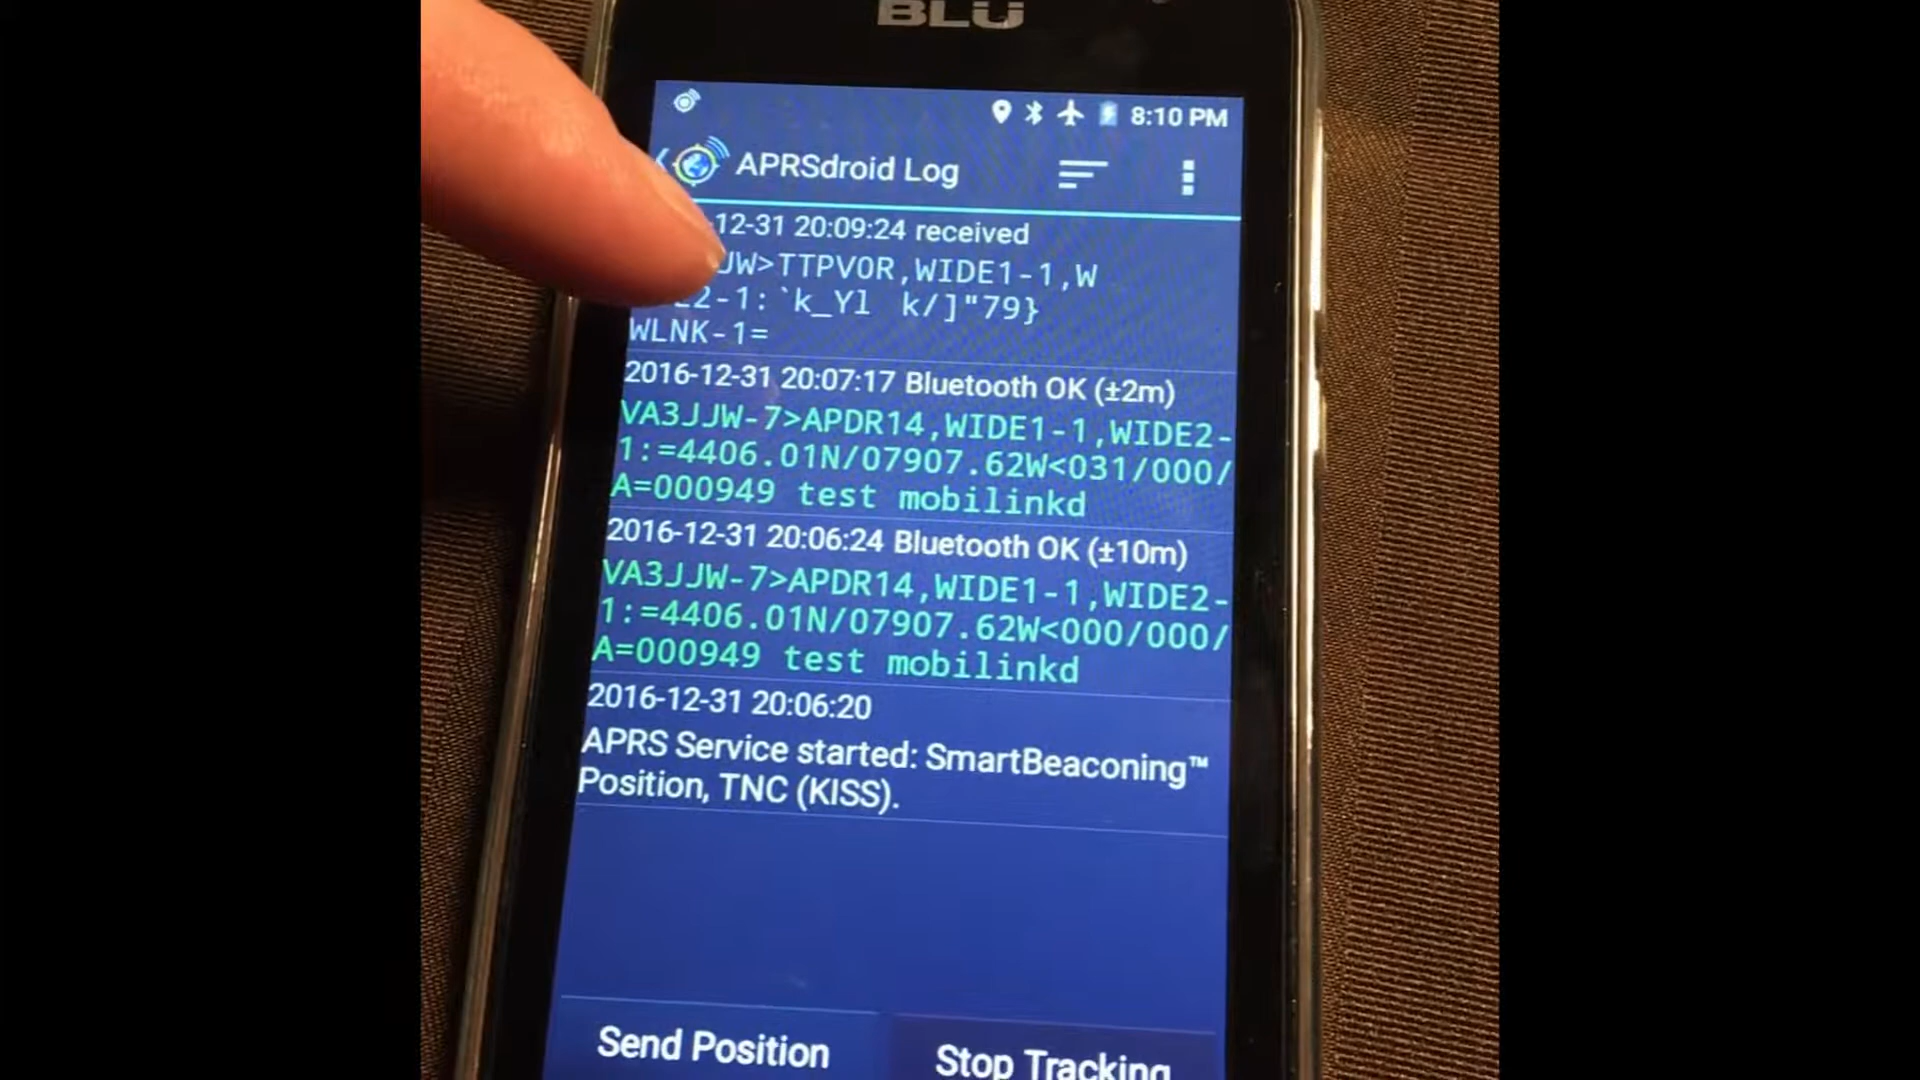 BLU
8:10 PM
APRSdroid Log
-12-31 20:09:24 received
JW>TTPV0R,WIDE1-1,W
E2-1:`k_Yl k/]"79}
WLNK-1=
2016-12-31 20:07:17 Bluetooth OK (±2m)
VA3JJW-7>APDR14,WIDE1-1,WIDE2-
1:=4406.01N/07907.62W<031/000/
A=000949 test mobilinkd
2016-12-31 20:06:24 Bluetooth OK (±10m)
VA3JJW-7>APDR14,WIDE1-1,WIDE2-
1:=4406.01N/07907.62W<000/000/
A=000949 test mobilinkd
2016-12-31 20:06:20
APRS Service started: SmartBeaconing™
Position, TNC (KISS).
Send Position
Stop Tracking